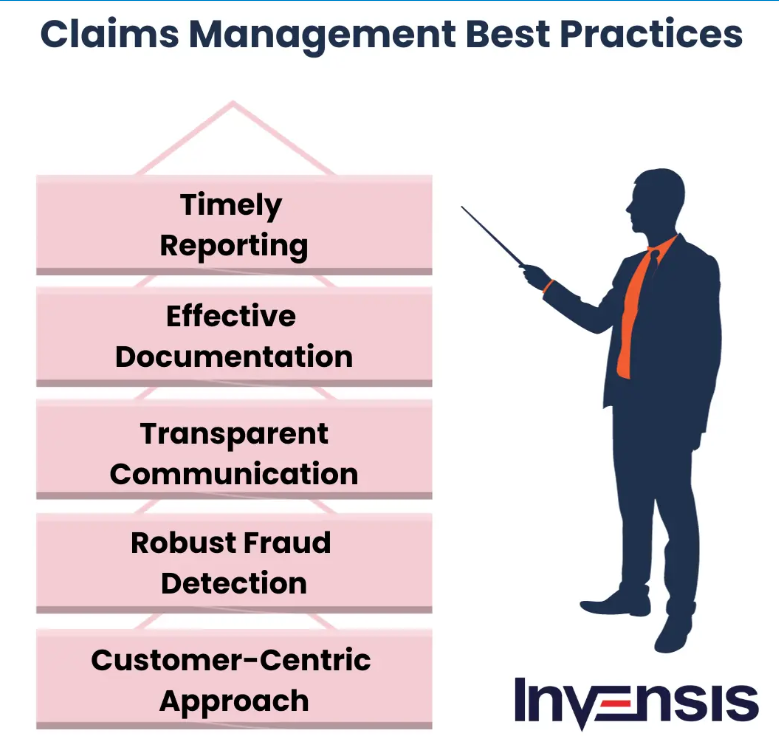 Claims Management Best Practices
Timely
Reporting
Effective
Documentation
Transparent
Communication
Robust Fraud
Detection
Customer-Centric
Approach
Invensis